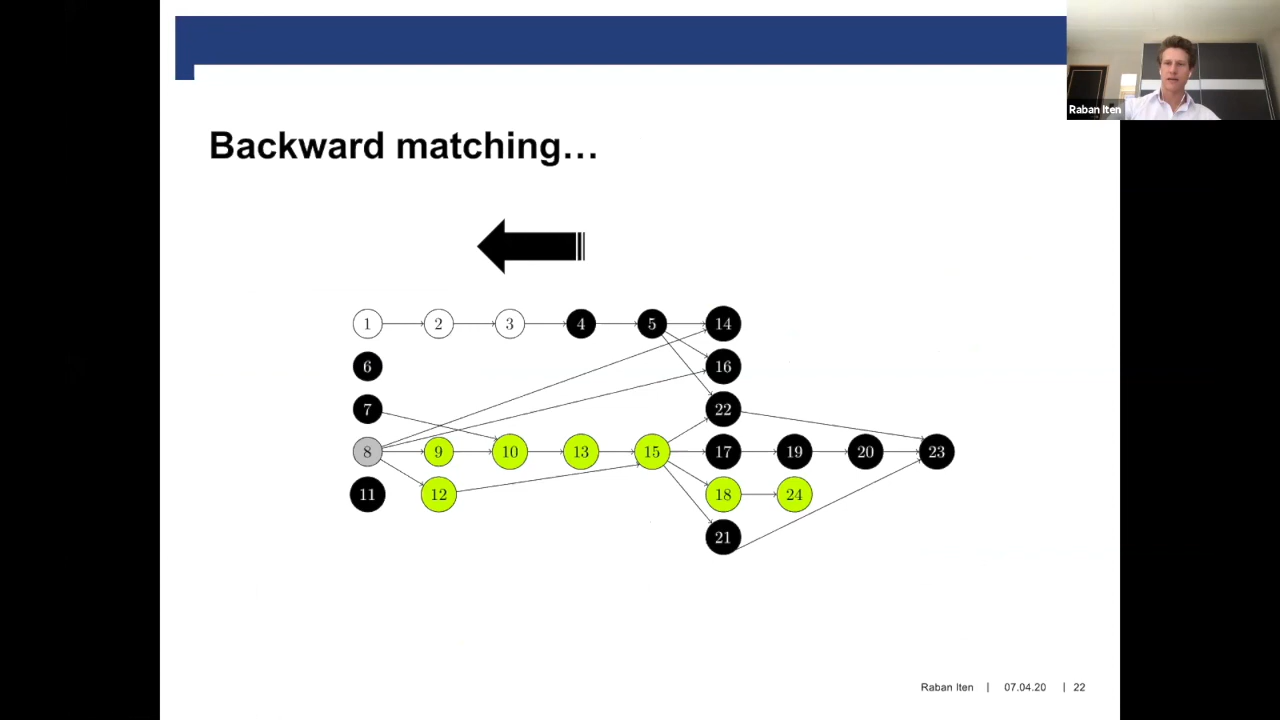 Raban Iten
Backward matching...
1 2 3 4 5 14
6 16
7 22
8 9 10 13 15 17 19 20 23
11 12 18 24
21
Raban Iten | 07.04.20 | 22